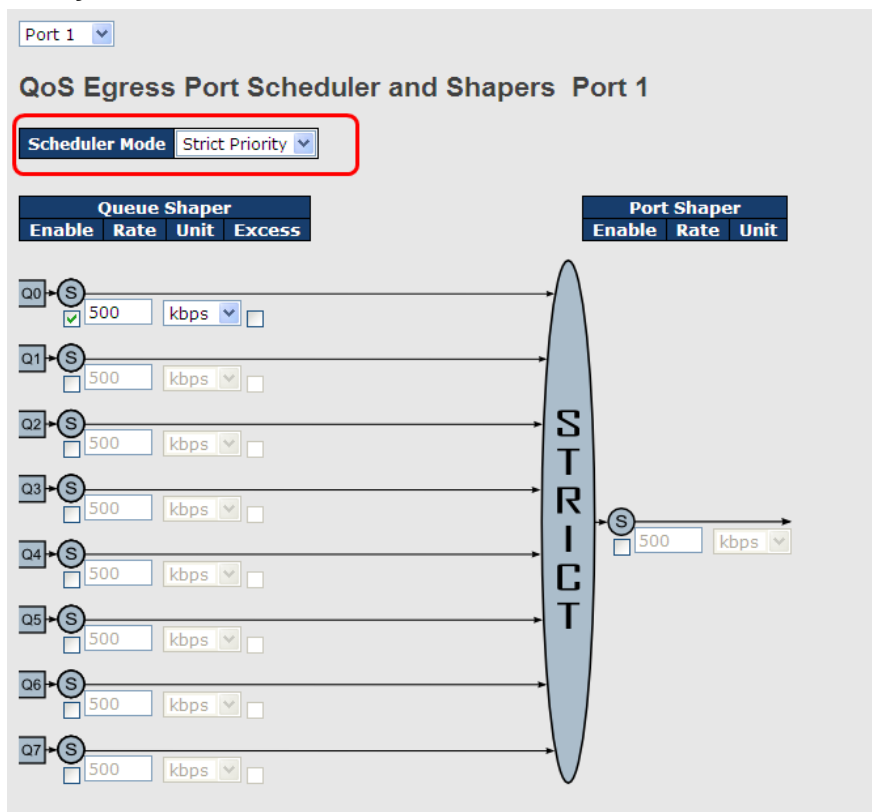 Port 1
QoS Egress Port Scheduler and Shapers Port 1
Scheduler Mode Strict Priority
Queue Shaper Port Shaper
Enable Rate Unit Excess Enable Rate Unit
Q0 S
500 kbps
Q1 S
500 kbps
Q2 S
500 kbps
Q3 S
500 kbps
S
500 kbps
Q4 S
500 kbps
Q5 S
500 kbps
Q6 S
500 kbps
Q7 S
500 kbps
STRICT